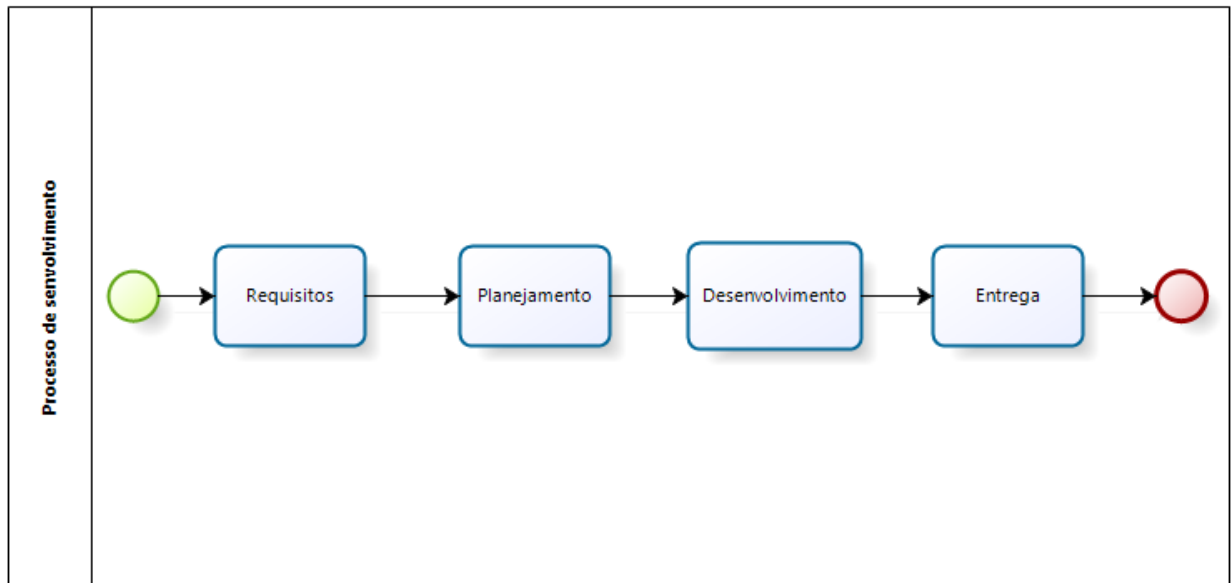 Processo de senvolvimento
Requisitos
Planejamento
Desenvolvimento
Entrega